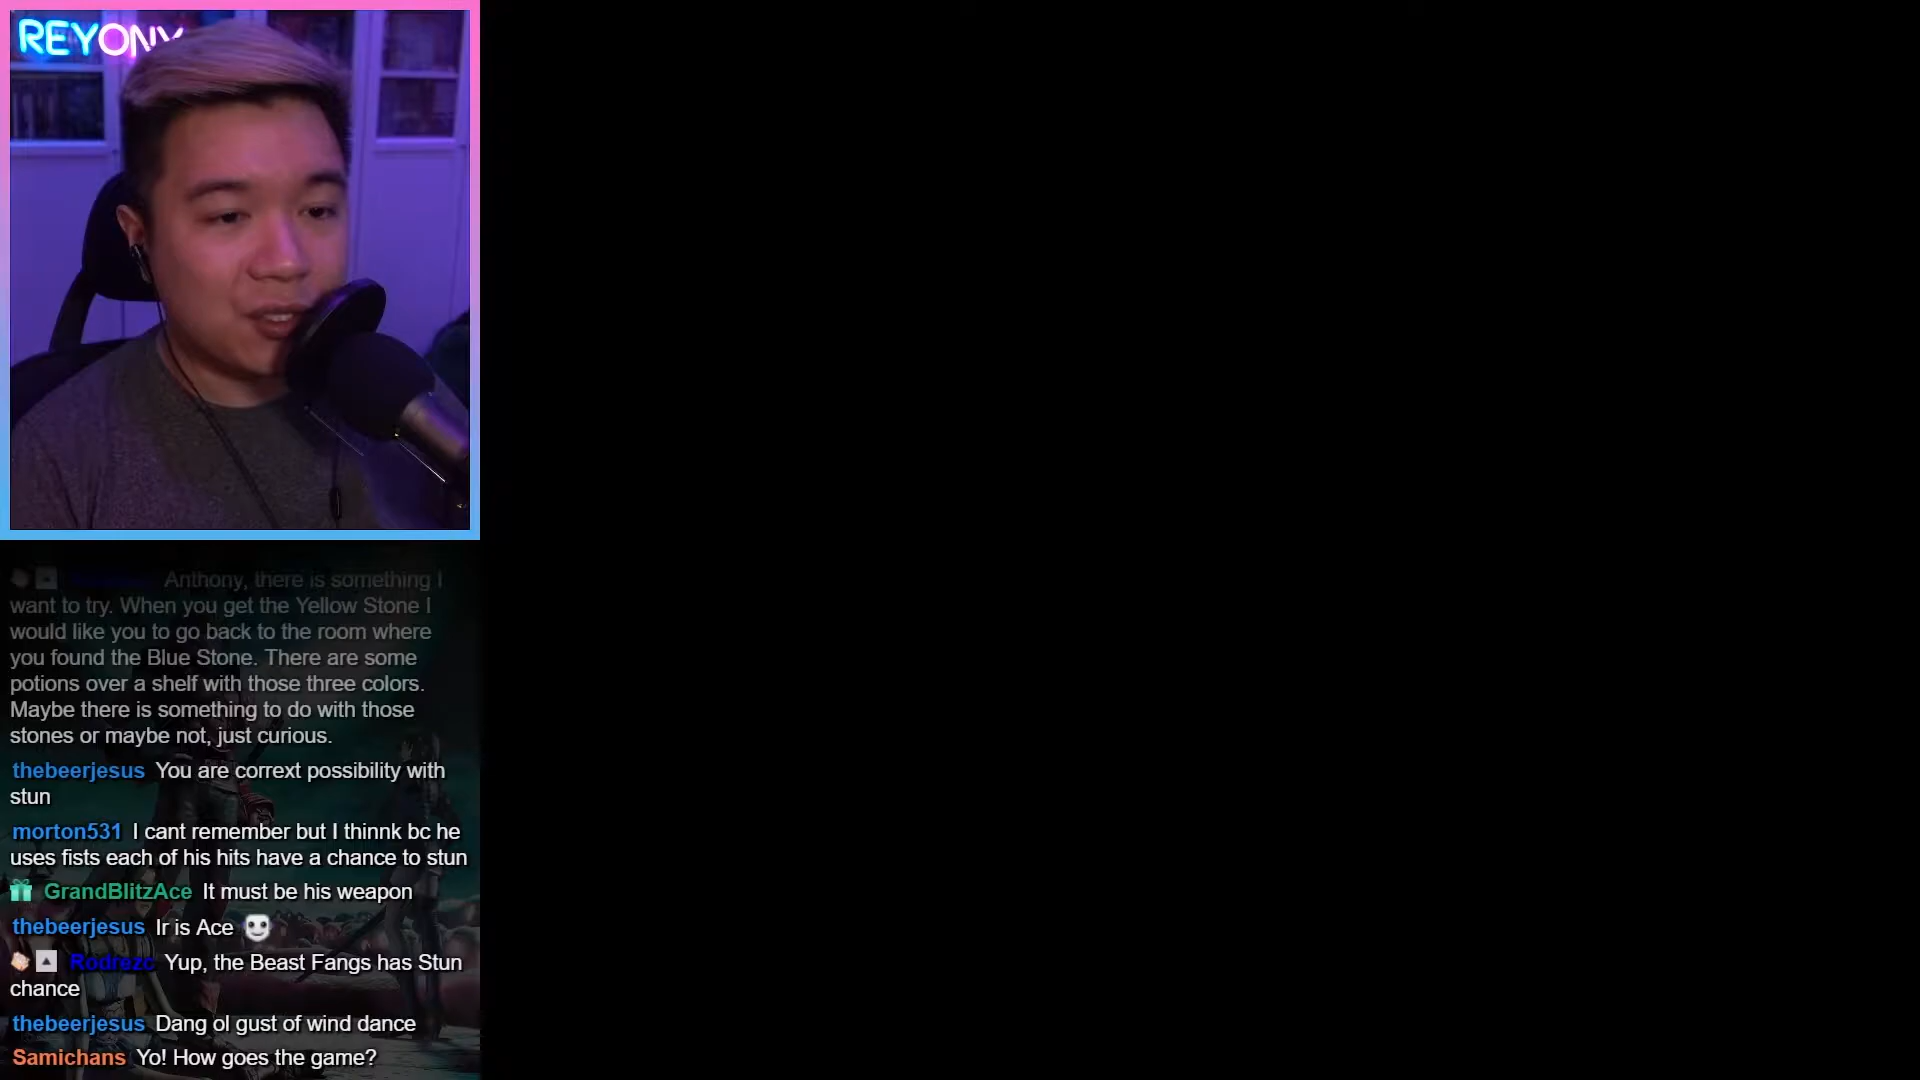 REYONY
Anthony, there is something I
want to try. When you get the Yellow Stone I
would like you to go back to the room where
you found the Blue Stone. There are some
potions over a shelf with those three colors.
Maybe there is something to do with those
stones or maybe not, just curious.
thebeerjesus You are corrext possibility with
stun
morton531 I cant remember but I thinnk bc he
uses fists each of his hits have a chance to stun
GrandBlitzAce It must be his weapon
thebeerjesus Ir is Ace
Rodrezc Yup, the Beast Fangs has Stun
chance
thebeerjesus Dang ol gust of wind dance
Samichans Yo! How goes the game?